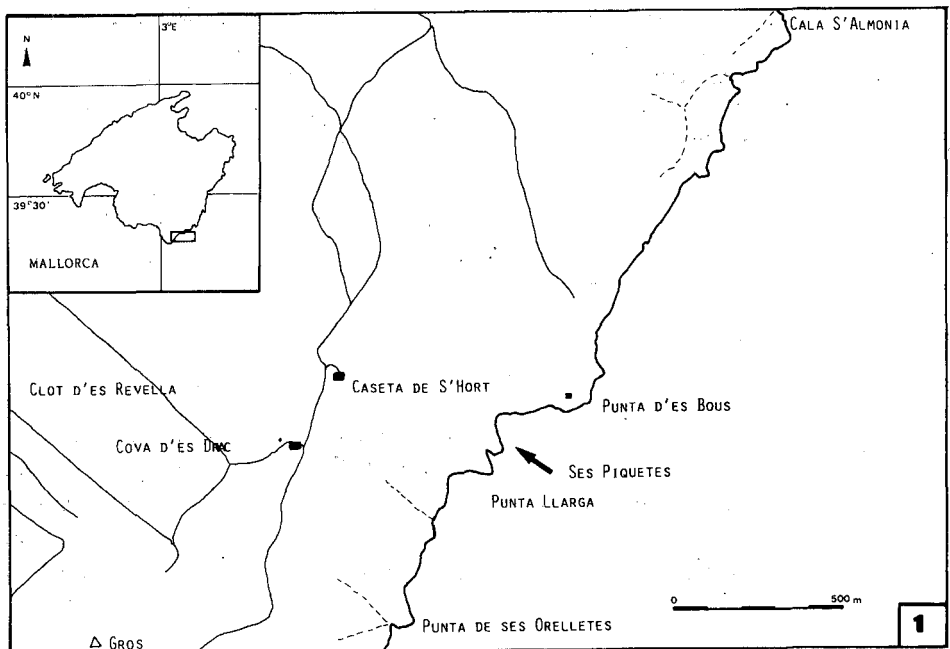 3°E
N
40°N
39°30'
MALLORCA
CALA S'ALMONIA
CLOT D'ES REVELLA
CASETA DE S'HORT
PUNTA D'ES BOUS
COVA D'ES DRAC
SES PIQUETES
PUNTA LLARGA
0 500 m
PUNTA DE SES ORELLETES
GROS
1